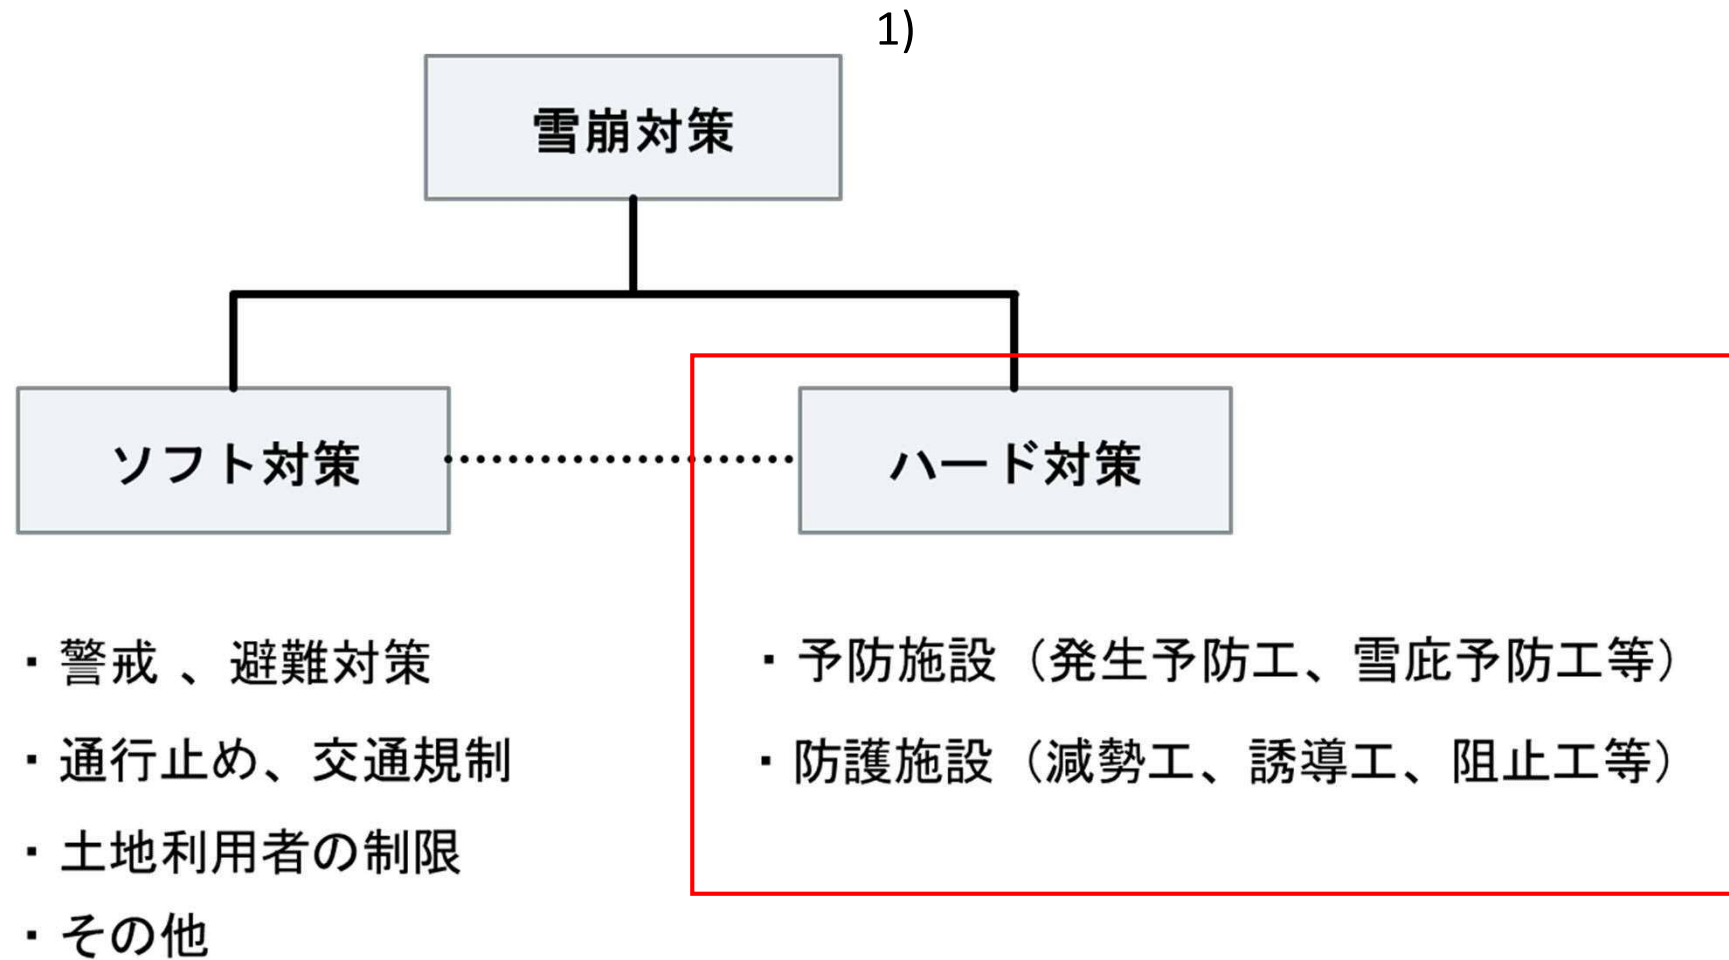 1)
雪崩対策
ソフト対策
ハード対策
・警戒 、避難対策
・通行止め、交通規制
・土地利用者の制限
・その他
・予防施設（発生予防工、雪庇予防工等）
・防護施設（減勢工、誘導工、阻止工等）